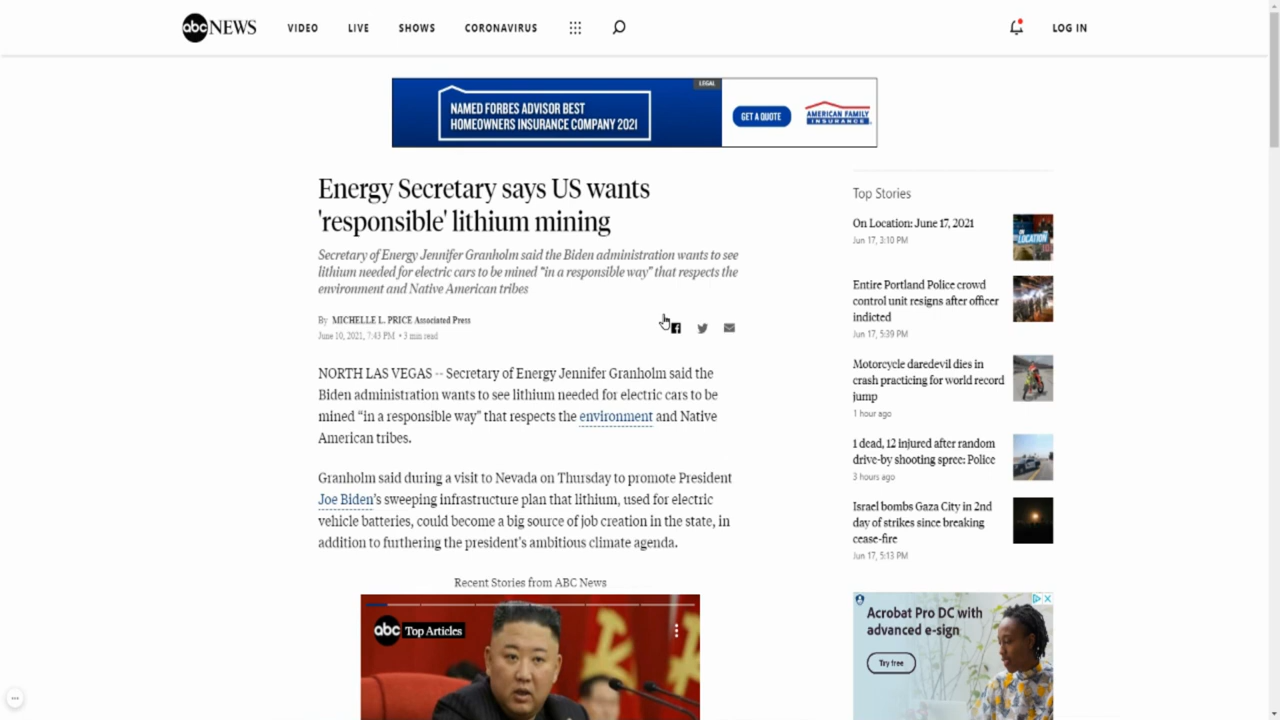 abc NEWS VIDEO LIVE SHOWS CORONAVIRUS LOG IN
LEGAL
NAMED FORBES ADVISOR BEST
HOMEOWNERS INSURANCE COMPANY 2021
GET A QUOTE
AMERICAN FAMILY
INSURANCE
Energy Secretary says US wants
'responsible' lithium mining
Secretary of Energy Jennifer Granholm said the Biden administration wants to see
lithium needed for electric cars to be mined “in a responsible way” that respects the
environment and Native American tribes
By MICHELLE L. PRICE Associated Press
June 10, 2021, 7:43 PM • 3 min read
NORTH LAS VEGAS -- Secretary of Energy Jennifer Granholm said the
Biden administration wants to see lithium needed for electric cars to be
mined “in a responsible way” that respects the environment and Native
American tribes.
Granholm said during a visit to Nevada on Thursday to promote President
Joe Biden’s sweeping infrastructure plan that lithium, used for electric
vehicle batteries, could become a big source of job creation in the state, in
addition to furthering the president’s ambitious climate agenda.
Recent Stories from ABC News
abc Top Articles
Top Stories
On Location: June 17, 2021
Jun 17, 3:10 PM
ON
LOCATION
Entire Portland Police crowd
control unit resigns after officer
indicted
Jun 17, 5:39 PM
Motorcycle daredevil dies in
crash practicing for world record
jump
1 hour ago
1 dead, 12 injured after random
drive-by shooting spree: Police
3 hours ago
Israel bombs Gaza City in 2nd
day of strikes since breaking
cease-fire
Jun 17, 5:13 PM
Acrobat Pro DC with
advanced e-sign
Try free